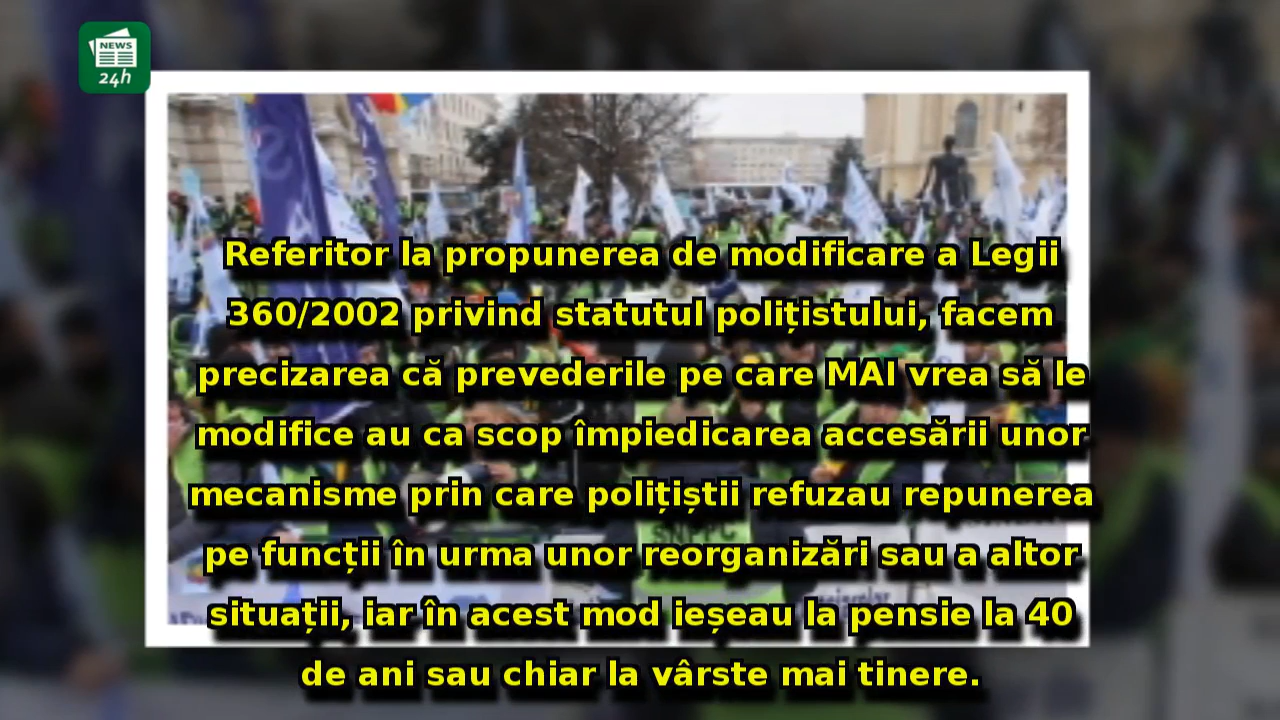 NEWS
24h
Referitor la propunerea de modificare a Legii
360/2002 privind statutul polițistului, facem
precizarea că prevederile pe care MAI vrea să le
modifice au ca scop împiedicarea accesării unor
mecanisme prin care polițiștii refuzau repunerea
pe funcții în urma unor reorganizări sau a altor
SNPPC
situații, iar în acest mod ieșeau la pensie la 40
de ani sau chiar la vârste mai tinere.